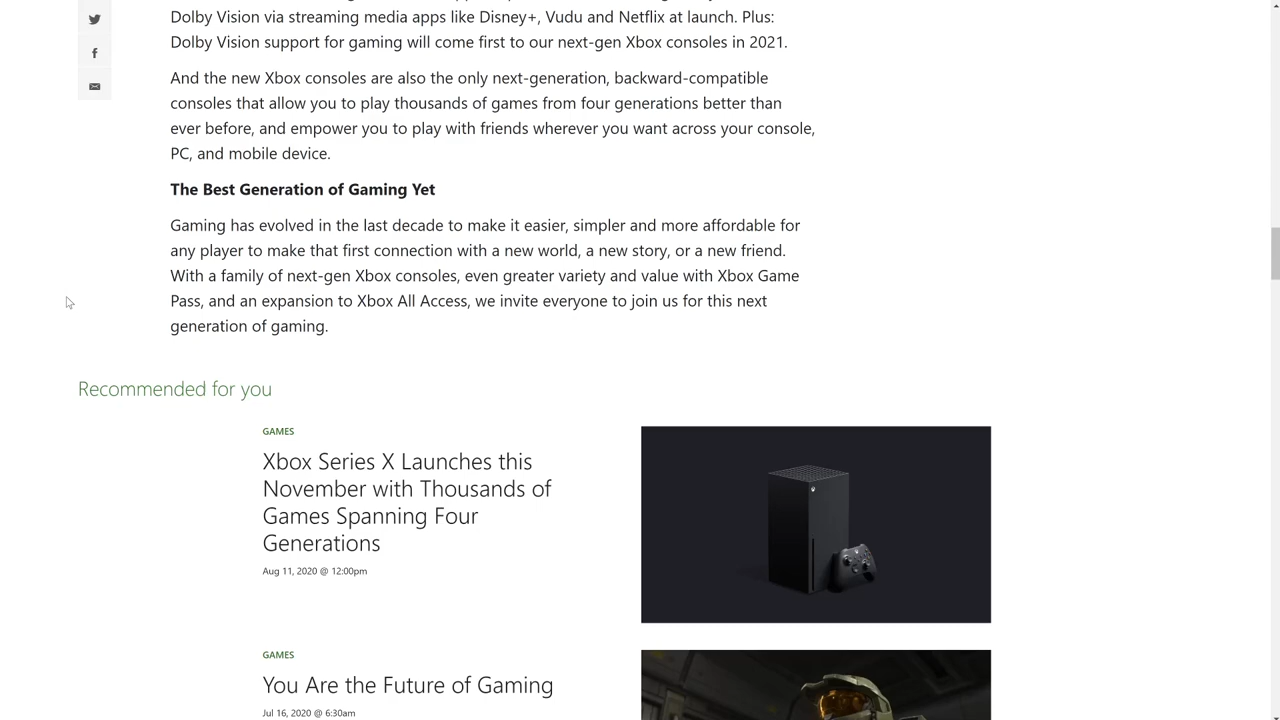 Dolby Vision via streaming media apps like Disney+, Vudu and Netflix at launch. Plus:
Dolby Vision support for gaming will come first to our next-gen Xbox consoles in 2021.
And the new Xbox consoles are also the only next-generation, backward-compatible
consoles that allow you to play thousands of games from four generations better than
ever before, and empower you to play with friends wherever you want across your console,
PC, and mobile device.
The Best Generation of Gaming Yet
Gaming has evolved in the last decade to make it easier, simpler and more affordable for
any player to make that first connection with a new world, a new story, or a new friend.
With a family of next-gen Xbox consoles, even greater variety and value with Xbox Game
Pass, and an expansion to Xbox All Access, we invite everyone to join us for this next
generation of gaming.
Recommended for you
GAMES
Xbox Series X Launches this
November with Thousands of
Games Spanning Four
Generations
Aug 11, 2020 @ 12:00pm
GAMES
You Are the Future of Gaming
Jul 16, 2020 @ 6:30am